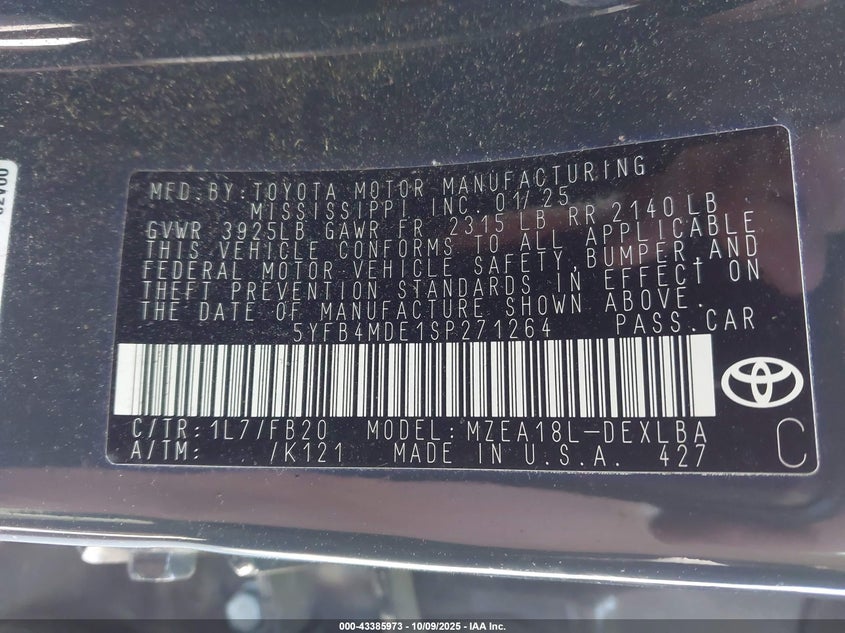 MFD.BY:TOYOTA MOTOR MANUFACTURING
MISSISSIPPI INC. 01/25
GVWR 3925LB GAWR FR 2315 LB RR 2140 LB
THIS VEHICLE CONFORMS TO ALL APPLICABLE
FEDERAL MOTOR VEHICLE SAFETY,BUMPER,AND
THEFT PREVENTION STANDARDS IN EFFECT ON
THE DATE OF MANUFACTURE SHOWN ABOVE.
5YFB4MDE1SP271264 PASS.CAR
C/TR:1L7/FB20 MODEL:MZEA18L-DEXLBA
A/TM: /K121 MADE IN U.S.A. 427
C
000-43385973 - 10/09/2025 - IAA Inc.